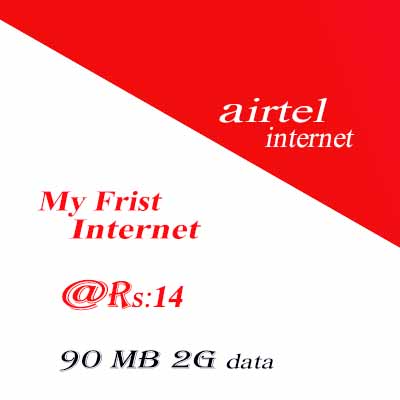 airtel
internet
My Frist
Internet
@Rs:14
90 MB 2G data